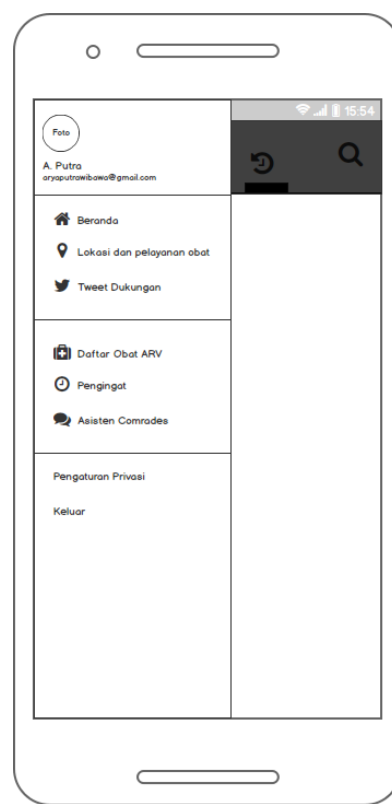 15:54
Foto
A. Putra
aryaputrawibawa@gmail.com
Beranda
Lokasi dan pelayanan obat
Tweet Dukungan
Daftar Obat ARV
Pengingat
Asisten Comrades
Pengaturan Privasi
Keluar